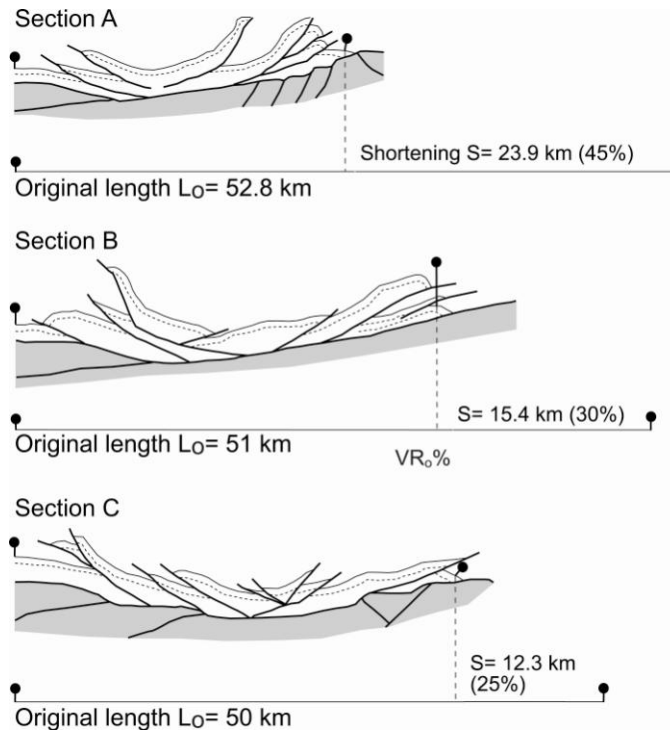 Section A
Shortening S= 23.9 km (45%)
Original length Lo= 52.8 km
Section B
S= 15.4 km (30%)
Original length Lo= 51 km
VRo%
Section C
S= 12.3 km
(25%)
Original length Lo= 50 km